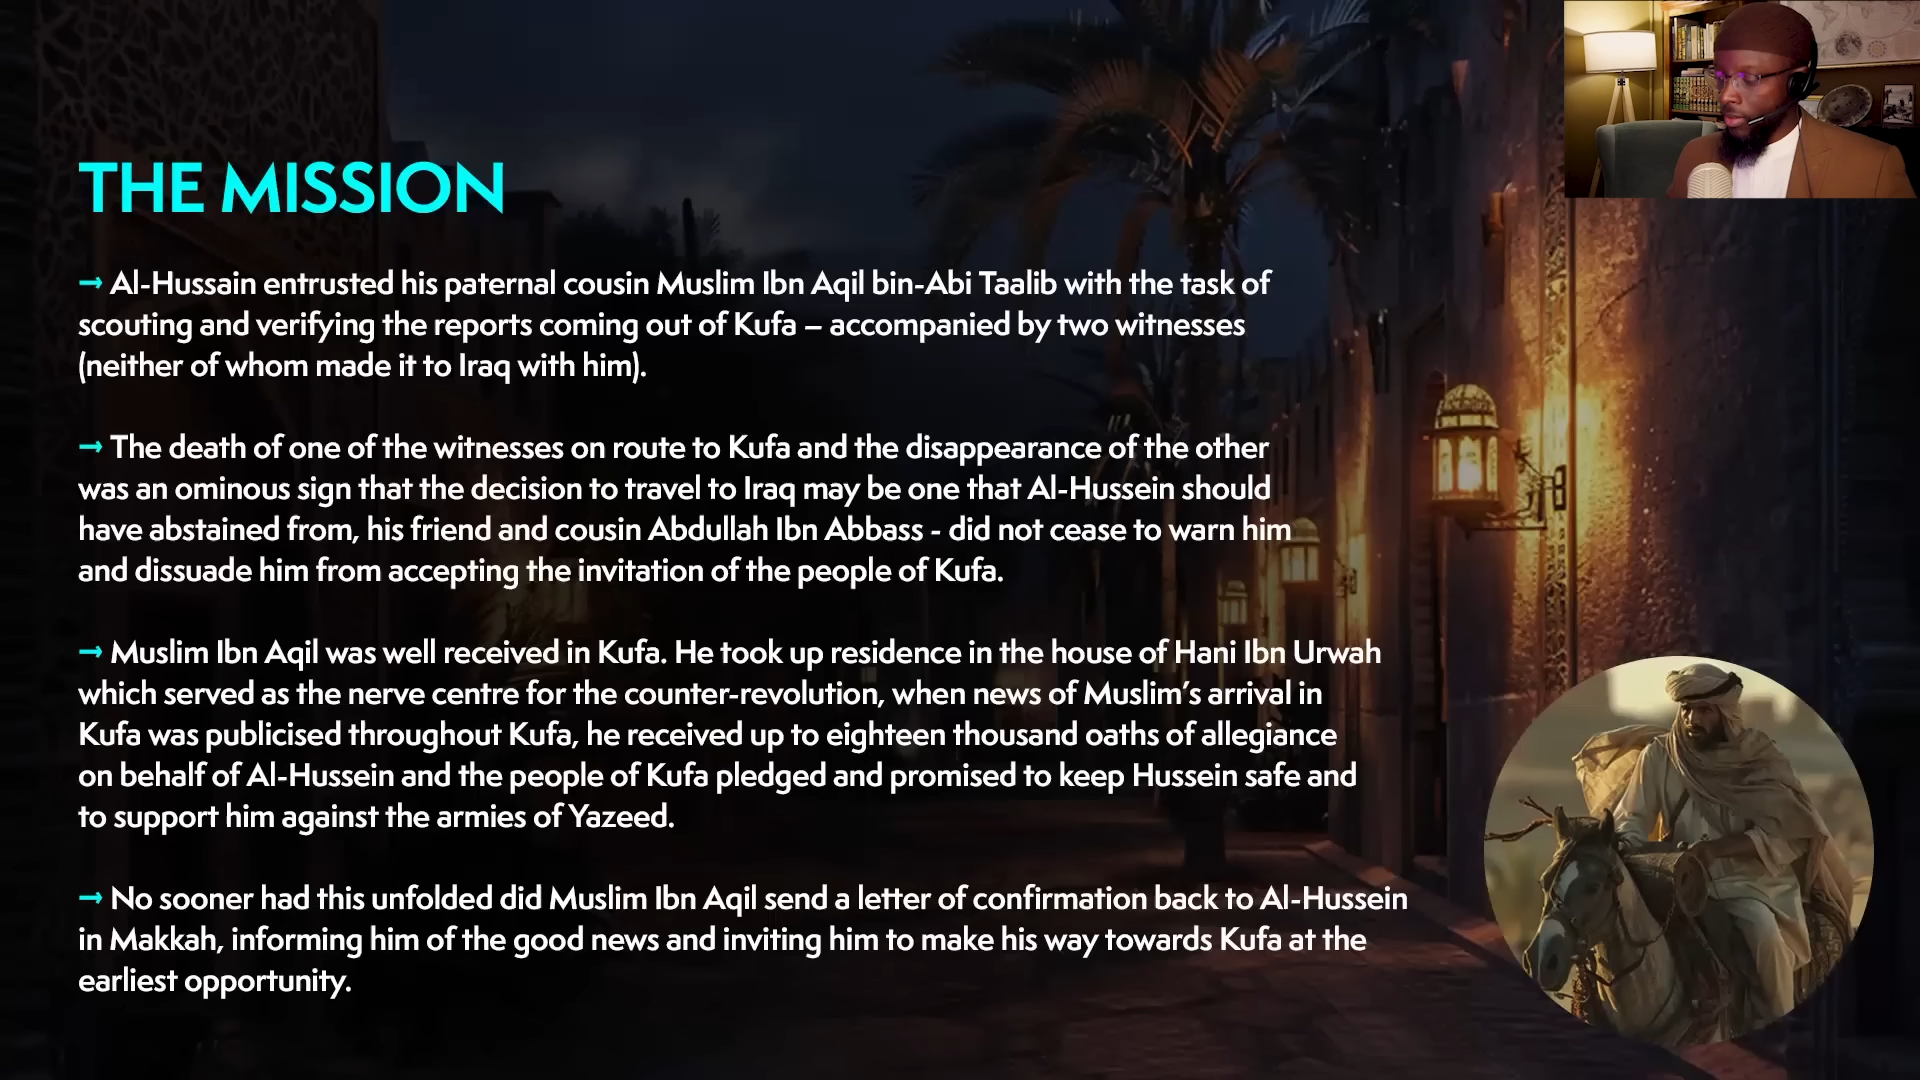 THE MISSION
→ Al-Hussain entrusted his paternal cousin Muslim Ibn Aqil bin-Abi Taalib with the task of
scouting and verifying the reports coming out of Kufa – accompanied by two witnesses
(neither of whom made it to Iraq with him).
→ The death of one of the witnesses on route to Kufa and the disappearance of the other
was an ominous sign that the decision to travel to Iraq may be one that Al-Hussein should
have abstained from, his friend and cousin Abdullah Ibn Abbass - did not cease to warn him
and dissuade him from accepting the invitation of the people of Kufa.
→ Muslim Ibn Aqil was well received in Kufa. He took up residence in the house of Hani Ibn Urwah
which served as the nerve centre for the counter-revolution, when news of Muslim’s arrival in
Kufa was publicised throughout Kufa, he received up to eighteen thousand oaths of allegiance
on behalf of Al-Hussein and the people of Kufa pledged and promised to keep Hussein safe and
to support him against the armies of Yazeed.
→ No sooner had this unfolded did Muslim Ibn Aqil send a letter of confirmation back to Al-Hussein
in Makkah, informing him of the good news and inviting him to make his way towards Kufa at the
earliest opportunity.